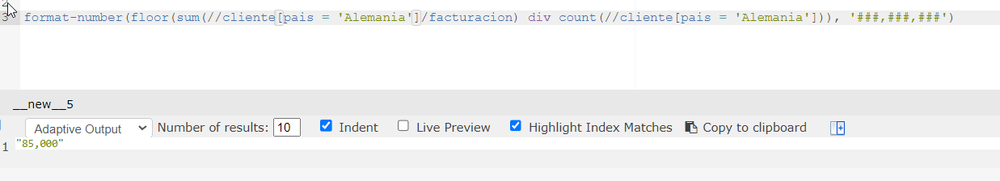 3 format-number(floor(sum(//cliente[pais = 'Alemania']/facturacion) div count(//cliente[pais = 'Alemania'])), '###,###,###')
__new__5
Adaptive Output Number of results: 10 Indent Live Preview Highlight Index Matches Copy to clipboard
1 "85,000"